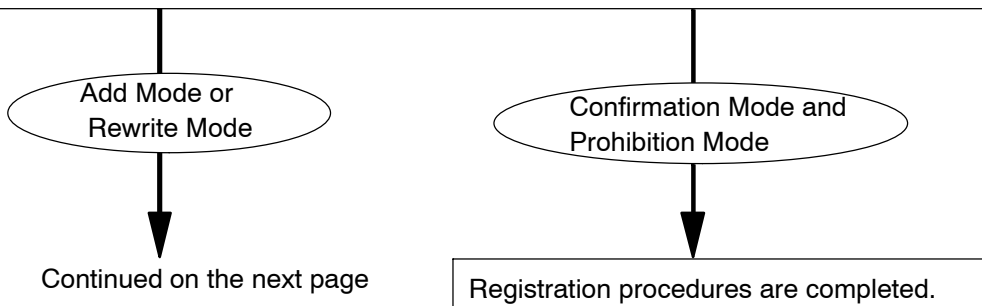 Add Mode or
Rewrite Mode
Confirmation Mode and
Prohibition Mode
Continued on the next page
Registration procedures are completed.